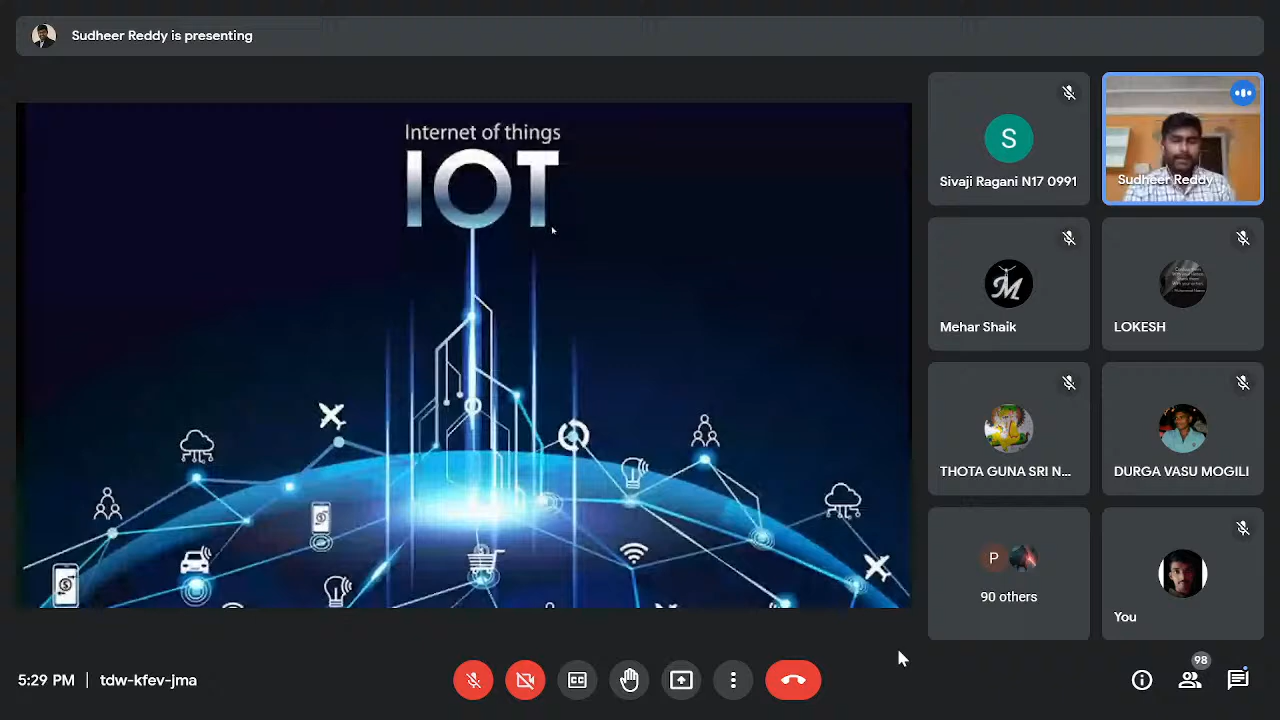 Sudheer Reddy is presenting
Internet of things
IOT
S
Sivaji Ragani N17 0991
Sudheer Reddy
M
Mehar Shaik
LOKESH
THOTA GUNA SRI N...
DURGA VASU MOGILI
P
90 others
You
5:29 PM | tdw-kfev-jma
CC
98